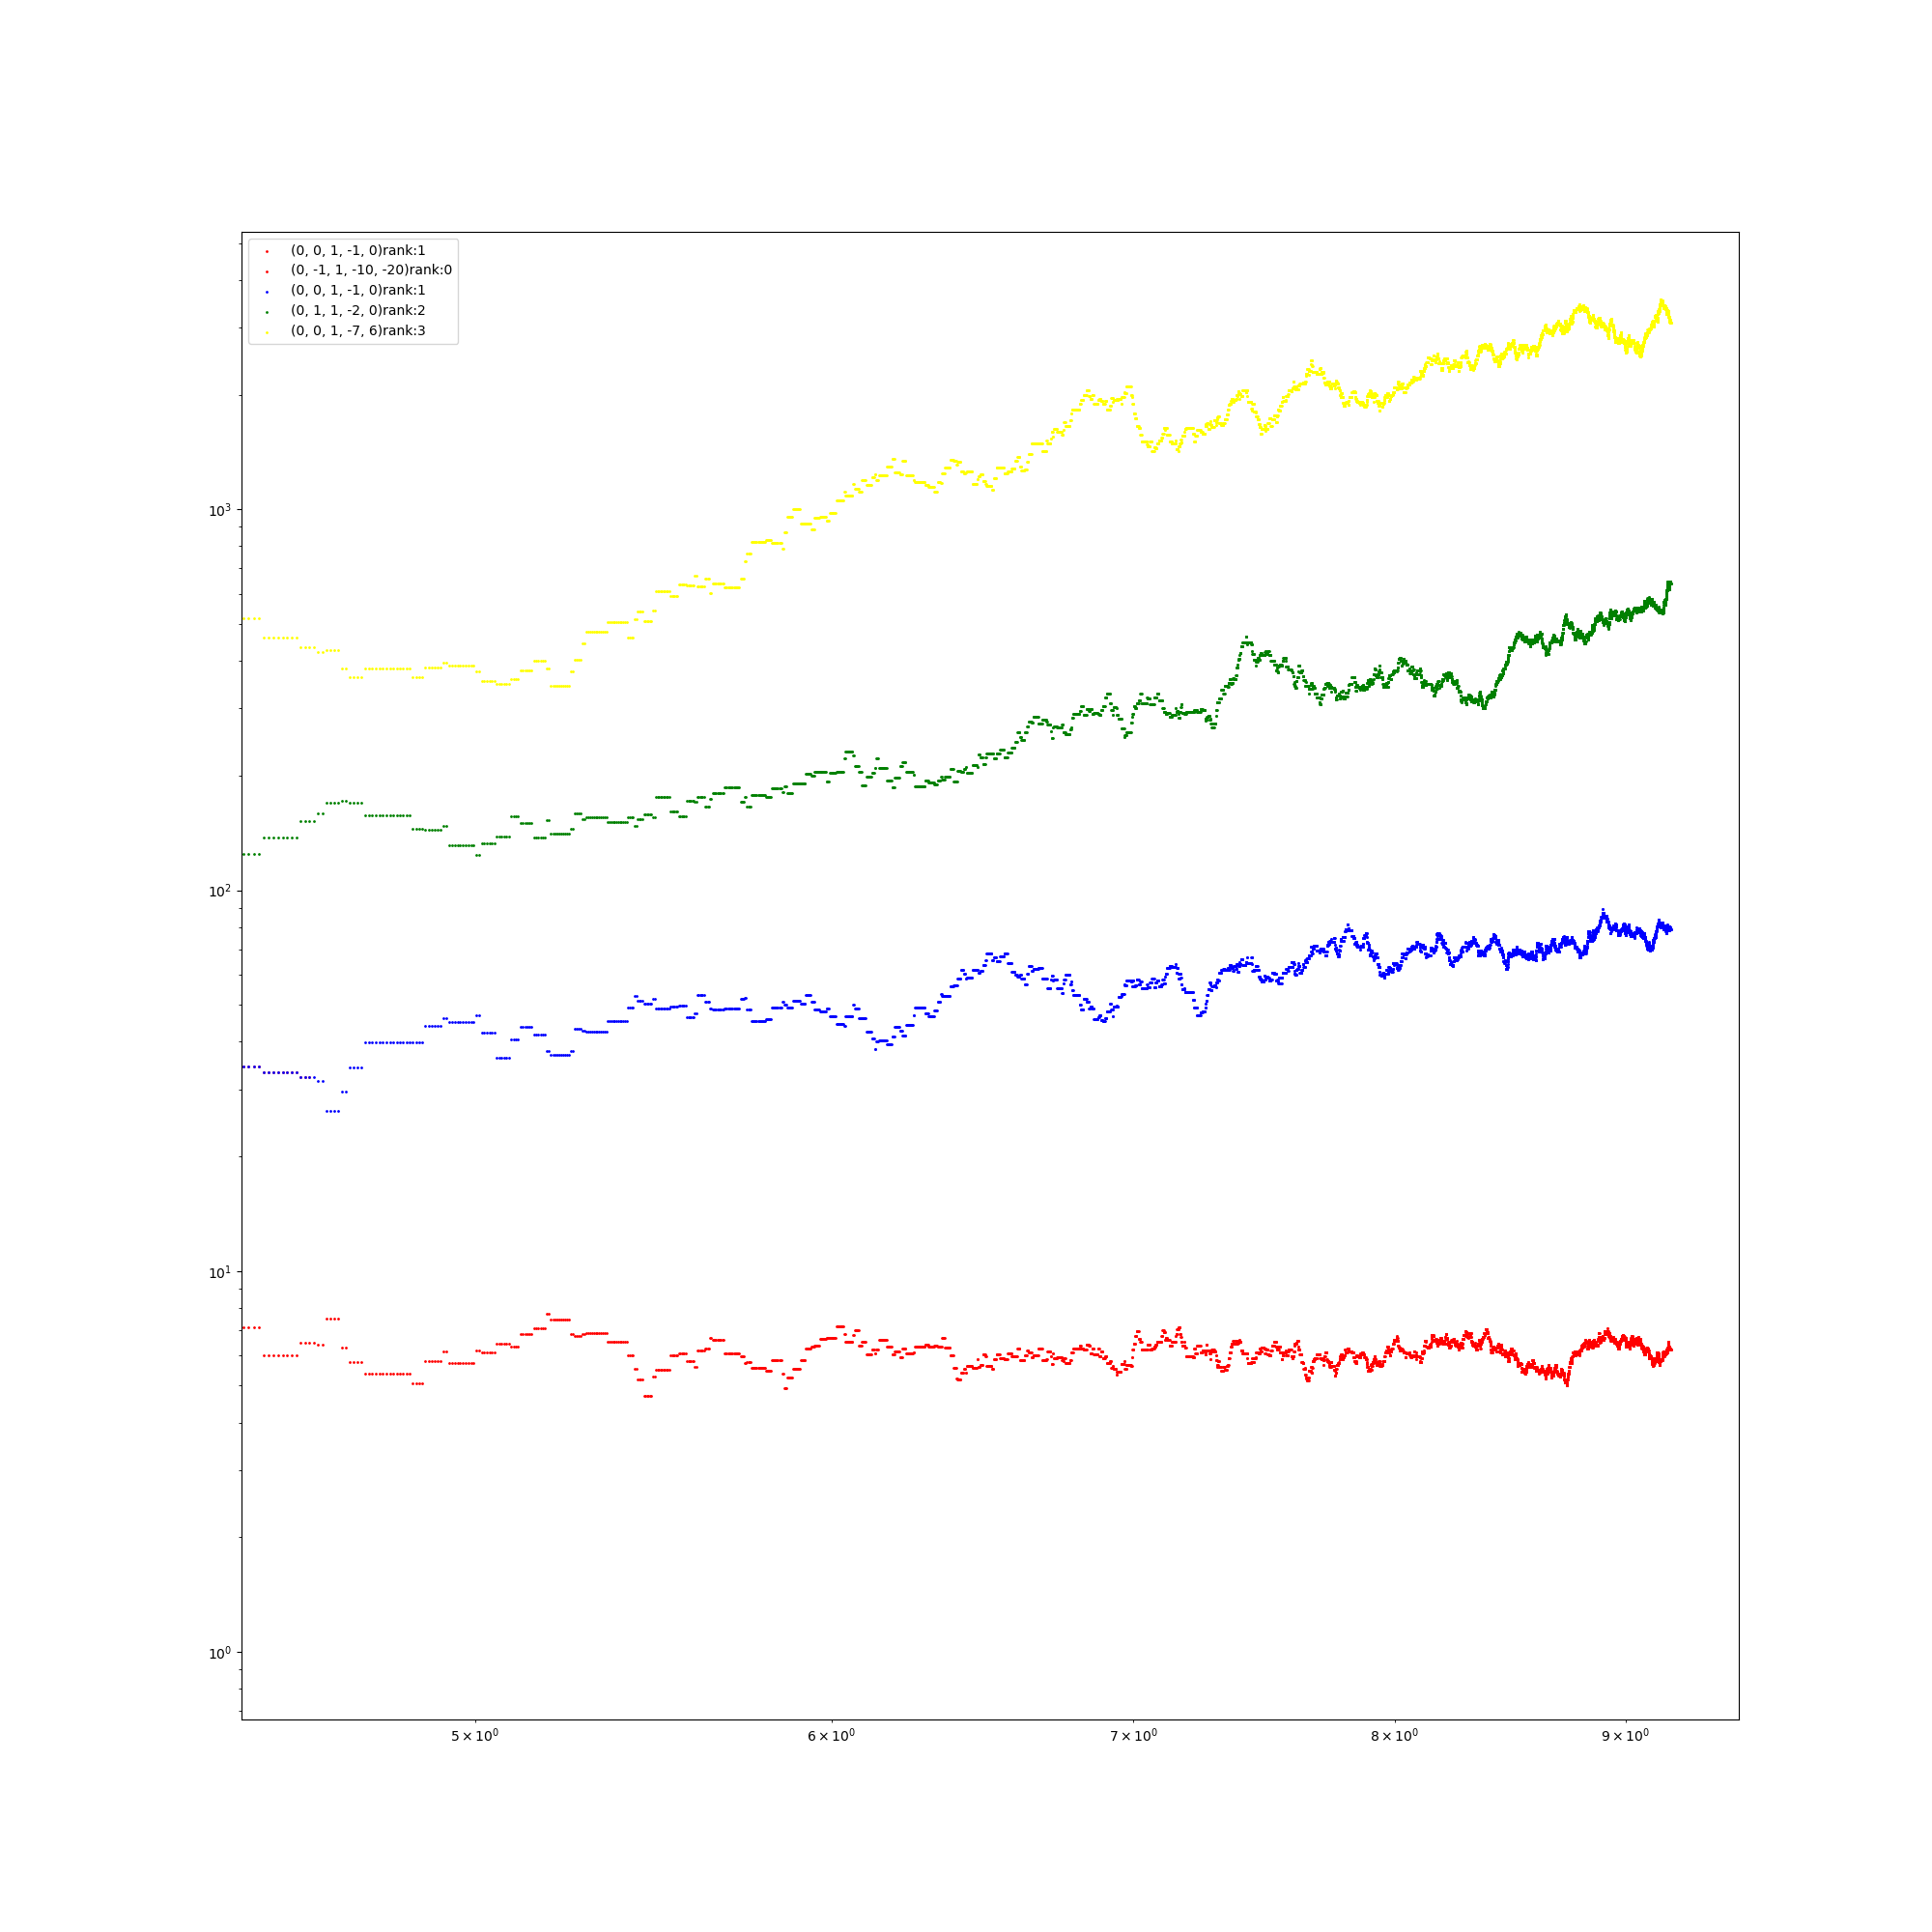 (0, 0, 1, -1, 0)rank:1
(0, -1, 1, -10, -20)rank:0
(0, 0, 1, -1, 0)rank:1
(0, 1, 1, -2, 0)rank:2
(0, 0, 1, -7, 6)rank:3
10³
10²
10¹
10⁰
5 × 10⁰ 6 × 10⁰ 7 × 10⁰ 8 × 10⁰ 9 × 10⁰